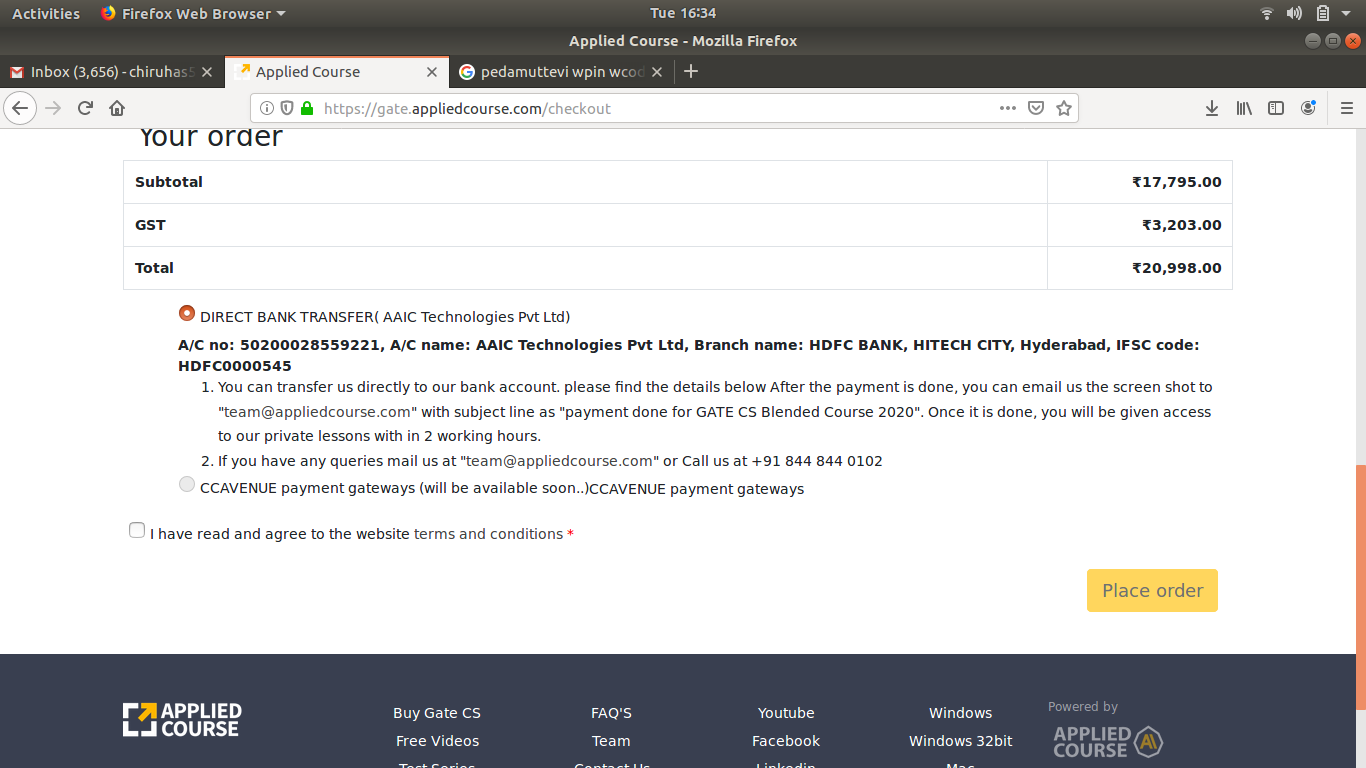 Activities Firefox Web Browser Tue 16:34
Applied Course - Mozilla Firefox
Inbox (3,656) - chiruhas5 Applied Course pedamuttevi wpin wcod
https://gate.appliedcourse.com/checkout
Your order
Subtotal ₹17,795.00
GST ₹3,203.00
Total ₹20,998.00
DIRECT BANK TRANSFER( AAIC Technologies Pvt Ltd)
A/C no: 50200028559221, A/C name: AAIC Technologies Pvt Ltd, Branch name: HDFC BANK, HITECH CITY, Hyderabad, IFSC code:
HDFC0000545
1. You can transfer us directly to our bank account. please find the details below After the payment is done, you can email us the screen shot to
"team@appliedcourse.com" with subject line as "payment done for GATE CS Blended Course 2020". Once it is done, you will be given access
to our private lessons with in 2 working hours.
2. If you have any queries mail us at "team@appliedcourse.com" or Call us at +91 844 844 0102
CCAVENUE payment gateways (will be available soon..)CCAVENUE payment gateways
I have read and agree to the website terms and conditions *
Place order
APPLIED COURSE
Buy Gate CS FAQ'S Youtube Windows Powered by
Free Videos Team Facebook Windows 32bit APPLIED COURSE AI
Test Series Contact Us Linkedin Mac